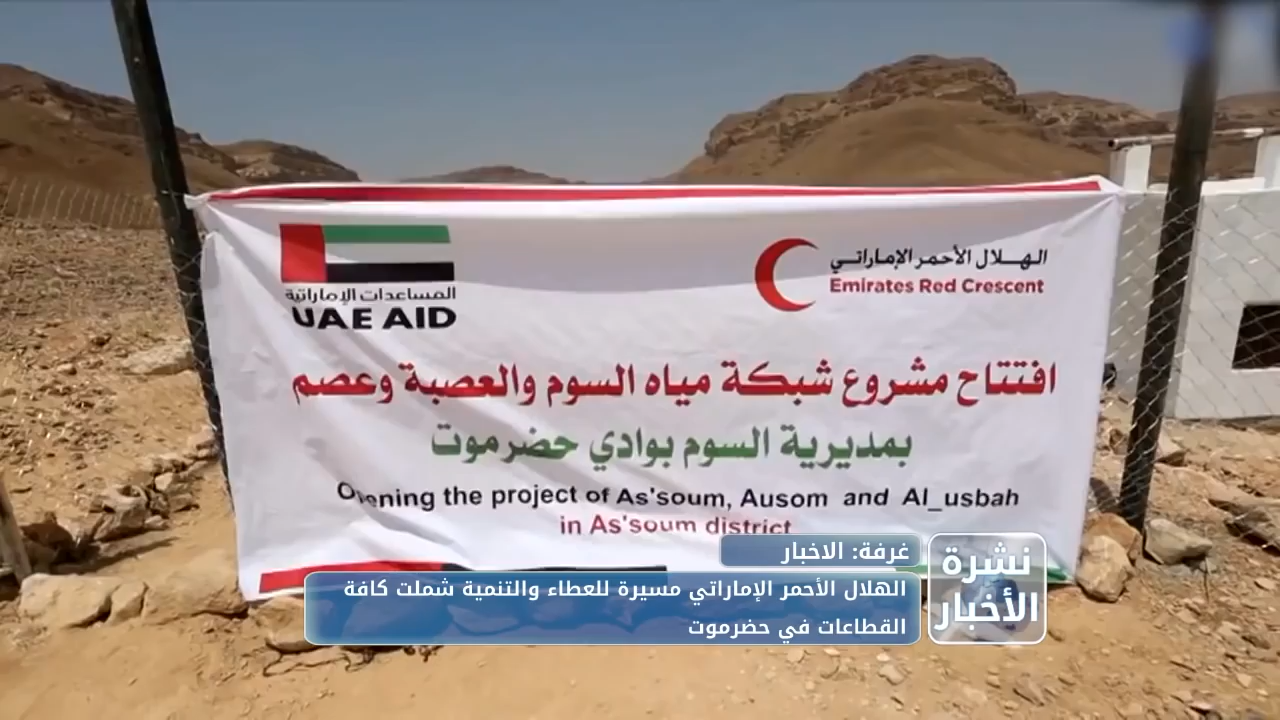 المساعدات الإماراتية
UAE AID
الهلال الأحمر الإماراتي
Emirates Red Crescent
افتتاح مشروع شبكة مياه السوم والعصبة وعصم
بمديرية السوم بوادي حضرموت
Opening the project of As'soum, Ausom and Al_usbah
in As'soum district
غرفة: الاخبار
نشرة
الأخبار
الهلال الأحمر الإماراتي مسيرة للعطاء والتنمية شملت كافة
القطاعات في حضرموت